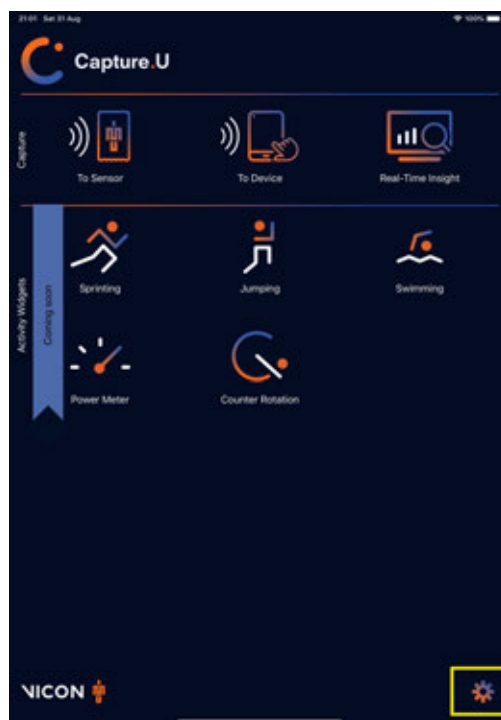 21:01 Sat 31 Aug
100%
Capture.U
Capture
To Sensor
To Device
Real-Time Insight
Activity Widgets
Coming soon
Sprinting
Jumping
Swimming
Power Meter
Counter Rotation
VICON